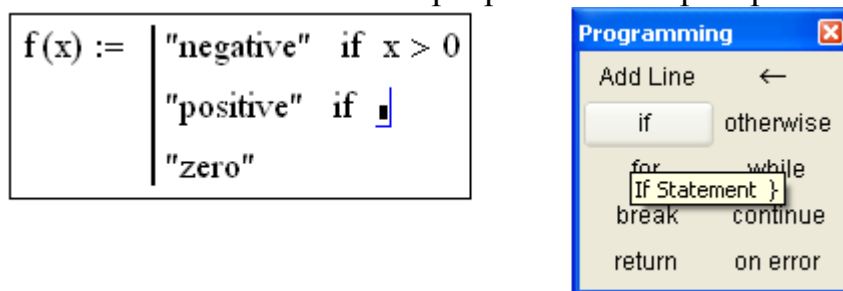 f(x) := "negative" if x > 0
"positive" if
"zero"
Programming
Add Line ←
if otherwise
for while
If Statement }
break continue
return on error